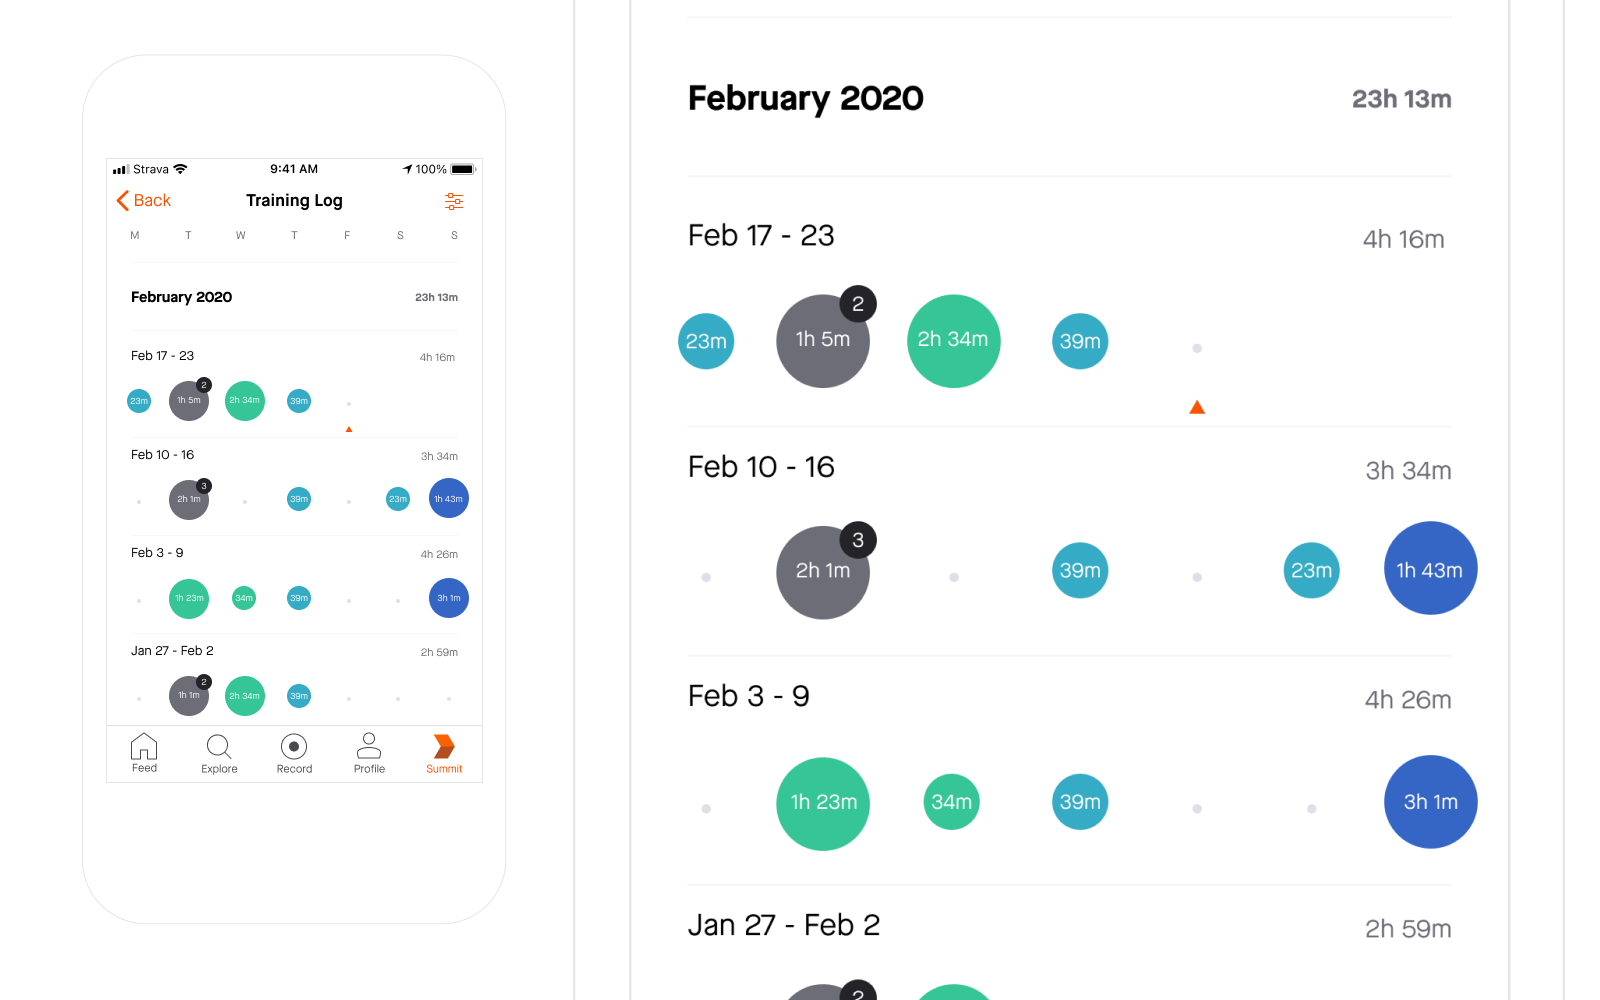 Strava 9:41 AM 100%
Back Training Log
M T W T F S S
February 2020 23h 13m
Feb 17 - 23 4h 16m
23m 1h 5m 2 2h 34m 39m
Feb 10 - 16 3h 34m
2h 1m 3 39m 23m 1h 43m
Feb 3 - 9 4h 26m
1h 23m 34m 39m 3h 1m
Jan 27 - Feb 2 2h 59m
1h 1m 2 2h 34m 39m
Feed Explore Record Profile Summit
February 2020 23h 13m
Feb 17 - 23 4h 16m
23m 1h 5m 2 2h 34m 39m
Feb 10 - 16 3h 34m
2h 1m 3 39m 23m 1h 43m
Feb 3 - 9 4h 26m
1h 23m 34m 39m 3h 1m
Jan 27 - Feb 2 2h 59m
2